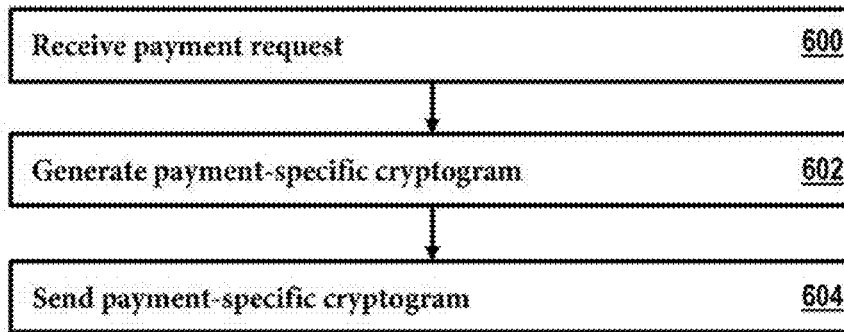 Receive payment request 600
Generate payment-specific cryptogram 602
Send payment-specific cryptogram 604